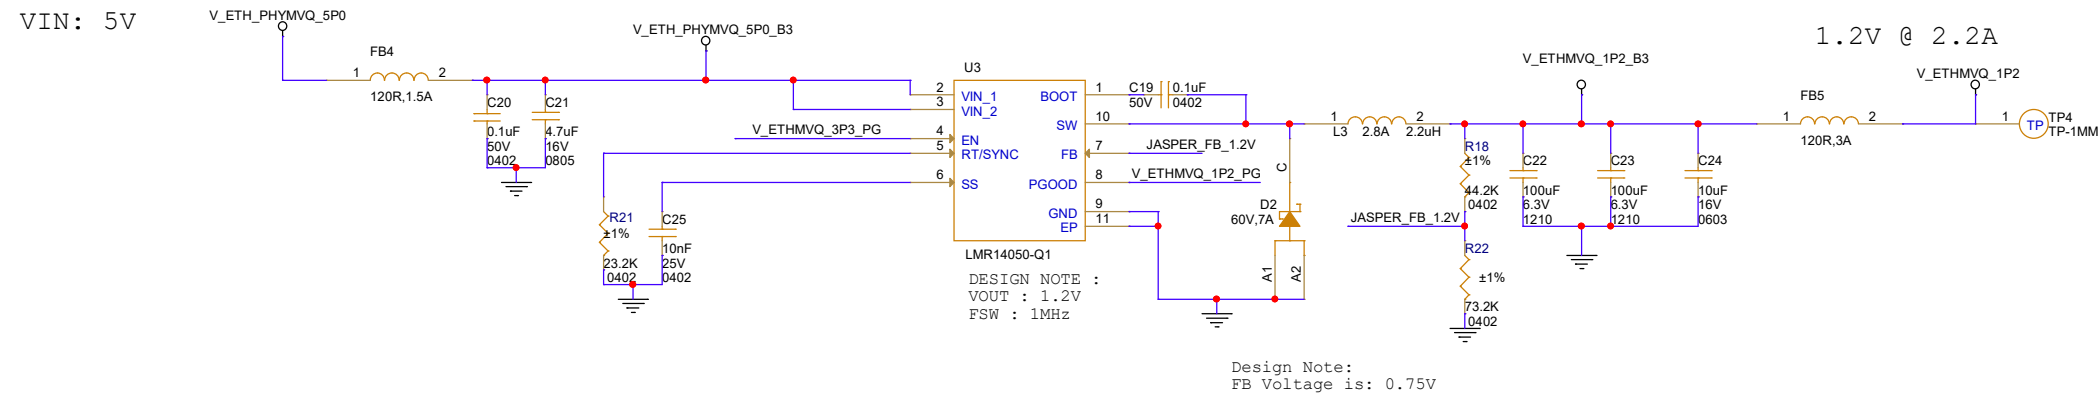 VIN: 5V
V_ETH_PHYMVQ_5P0
FB4
1
2
120R,1.5A
V_ETH_PHYMVQ_5P0_B3
C20
0.1uF
50V
0402
C21
4.7uF
16V
0805
V_ETHMVQ_3P3_PG
R21
±1%
23.2K
0402
C25
10nF
25V
0402
U3
2
VIN_1
3
VIN_2
4
EN
5
RT/SYNC
6
SS
BOOT
1
SW
10
FB
7
PGOOD
8
GND
9
EP
11
LMR14050-Q1
DESIGN NOTE :
VOUT : 1.2V
FSW : 1MHz
C19
50V
0.1uF
0402
JASPER_FB_1.2V
V_ETHMVQ_1P2_PG
C
D2
60V,7A
A1
A2
1
2
L3
2.8A
2.2uH
R18
±1%
44.2K
0402
JASPER_FB_1.2V
R22
±1%
73.2K
0402
V_ETHMVQ_1P2_B3
C22
100uF
6.3V
1210
C23
100uF
6.3V
1210
C24
10uF
16V
0603
1.2V @ 2.2A
FB5
1
2
120R,3A
V_ETHMVQ_1P2
1
TP
TP4
TP-1MM
Design Note:
FB Voltage is: 0.75V